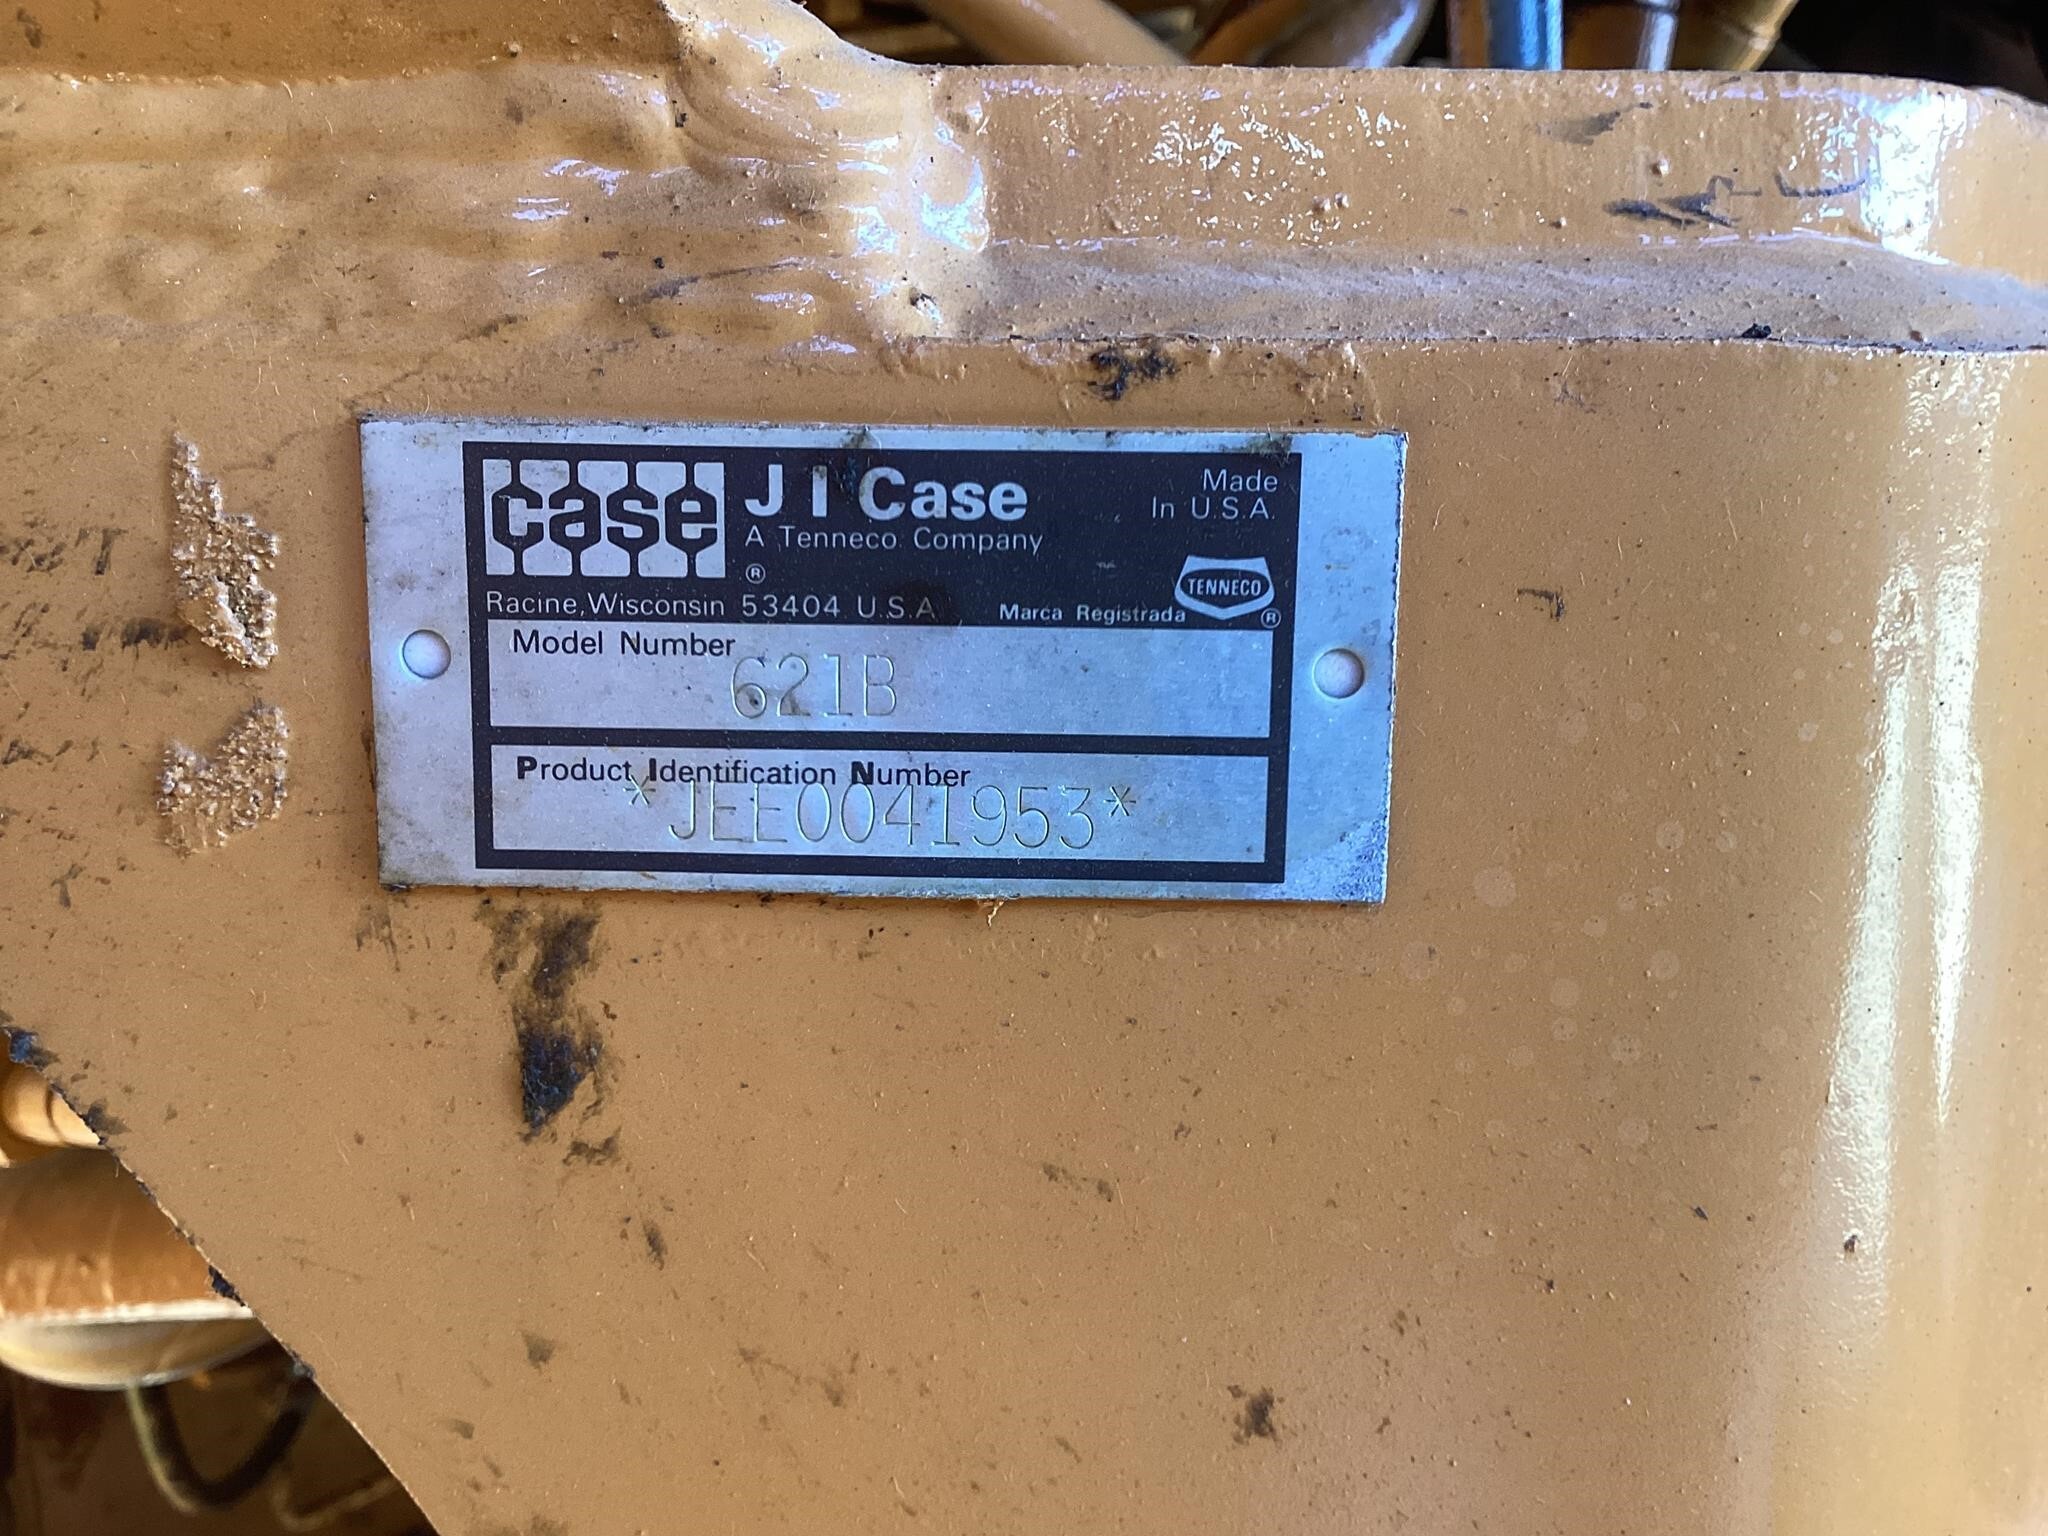 case
J I Case
A Tenneco Company
®
Made
In U.S.A.
TENNECO
®
Racine, Wisconsin 53404 U.S.A
Marca Registrada
Model Number
621B
Product Identification Number
*JEE0041953*